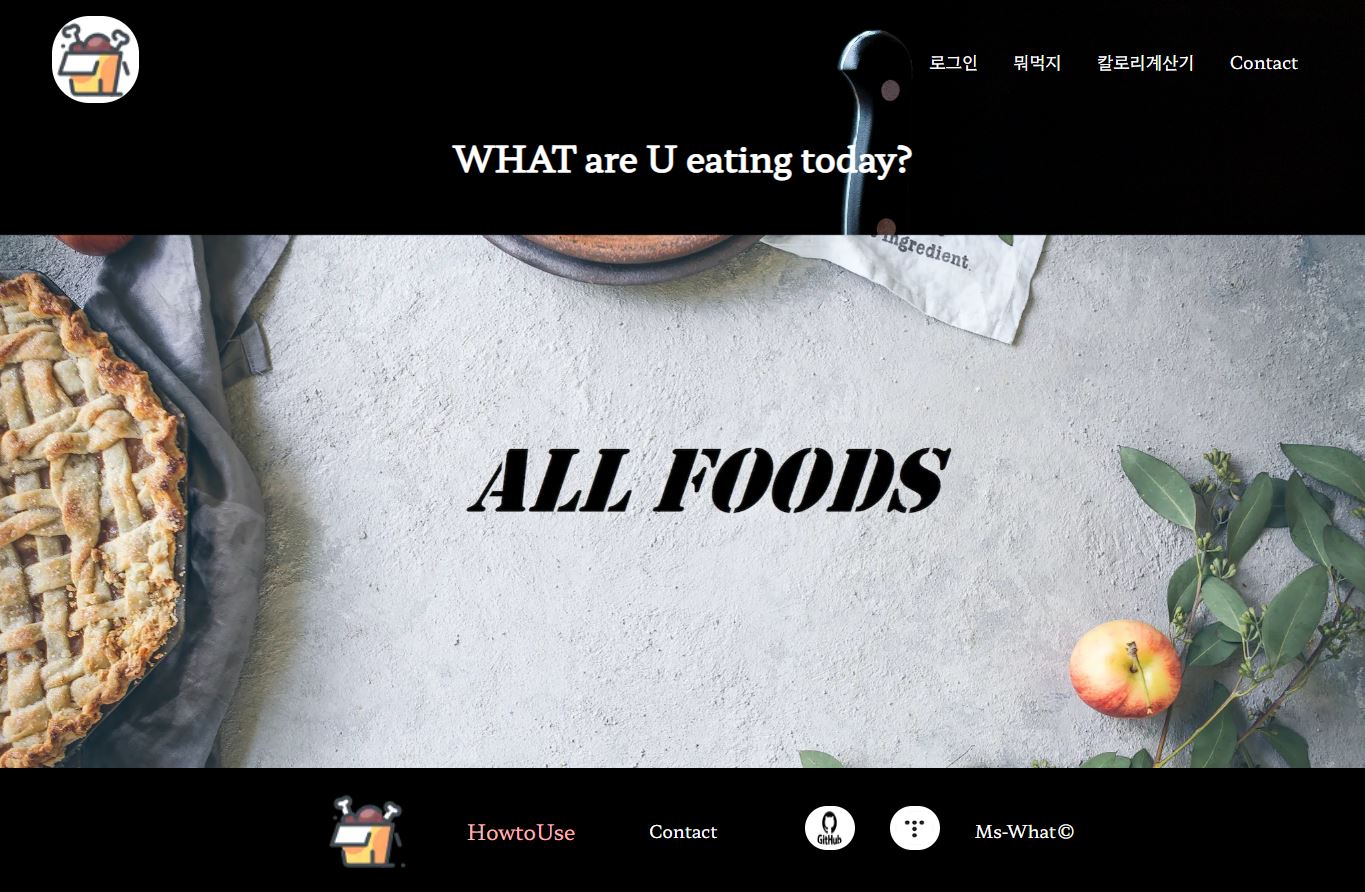 로그인 뭐먹지 칼로리계산기 Contact
WHAT are U eating today?
ingredient.
ALL FOODS
HowtoUse Contact GitHub Ms-What©